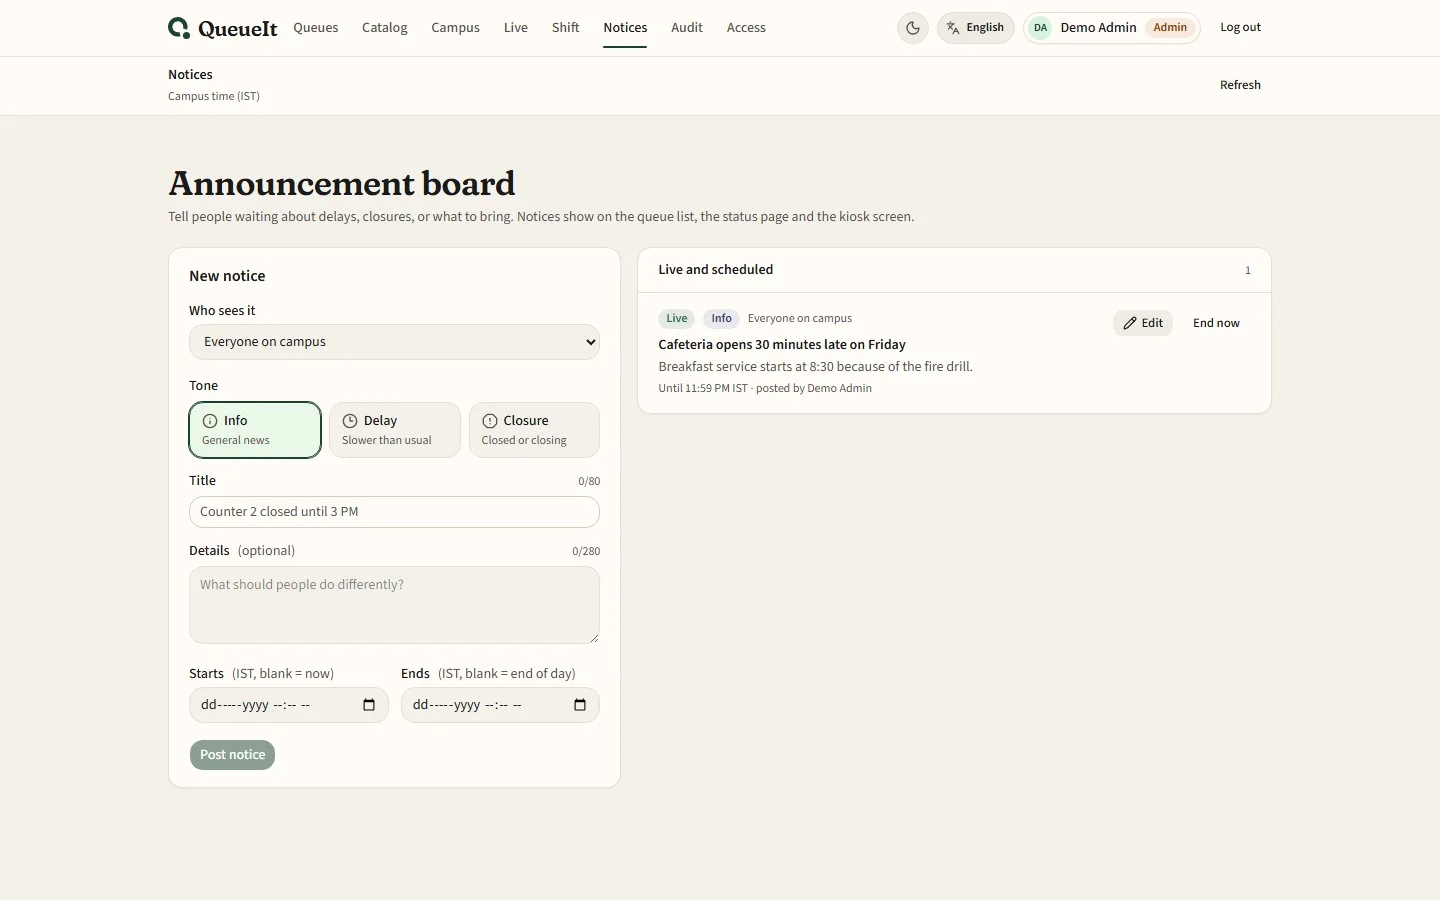 QueueIt Queues Catalog Campus Live Shift Notices Audit Access English DA Demo Admin Admin Log out
Notices
Campus time (IST)
Refresh
Announcement board
Tell people waiting about delays, closures, or what to bring. Notices show on the queue list, the status page and the kiosk screen.
New notice
Who sees it
Everyone on campus
Tone
Info
General news
Delay
Slower than usual
Closure
Closed or closing
Title 0/80
Counter 2 closed until 3 PM
Details (optional) 0/280
What should people do differently?
Starts (IST, blank = now)
dd-----yyyy --:-- --
Ends (IST, blank = end of day)
dd-----yyyy --:-- --
Post notice
Live and scheduled 1
Live Info Everyone on campus
Edit End now
Cafeteria opens 30 minutes late on Friday
Breakfast service starts at 8:30 because of the fire drill.
Until 11:59 PM IST · posted by Demo Admin